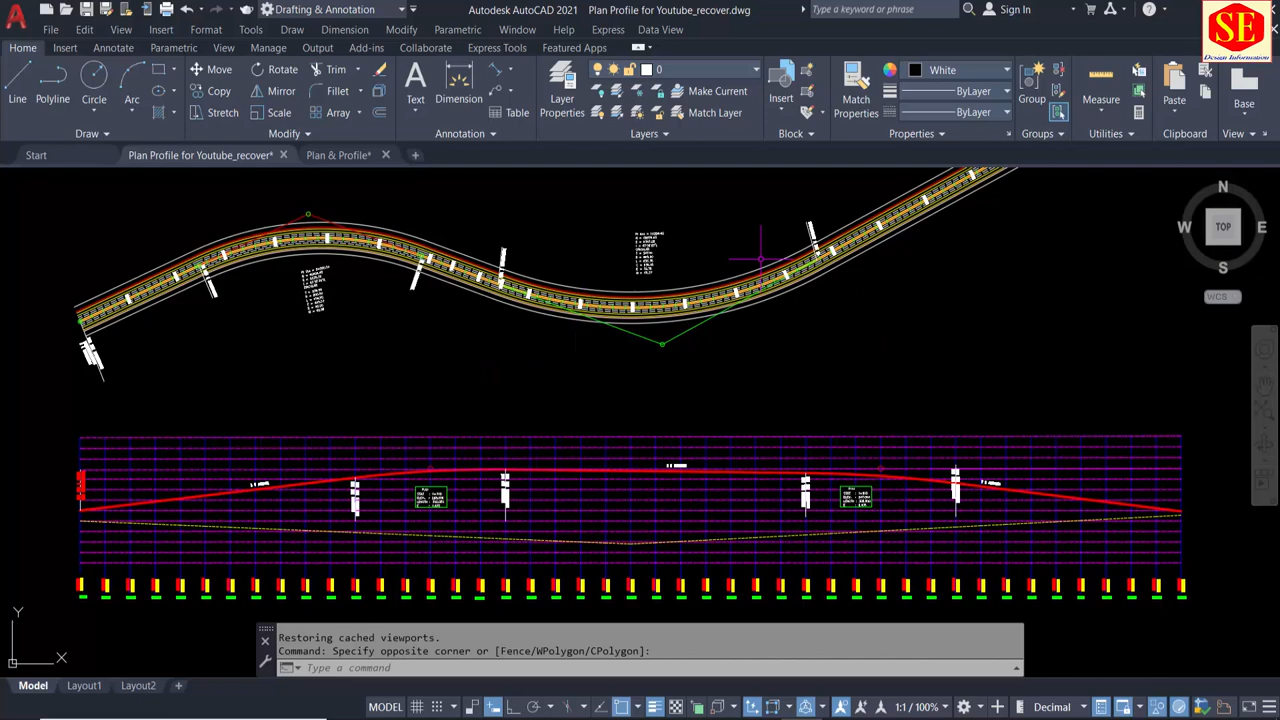 Drafting & Annotation
Autodesk AutoCAD 2021 Plan Profile for Youtube_recover.dwg
Type a keyword or phrase
Sign In
SE
Design Information
File Edit View Insert Format Tools Draw Dimension Modify Parametric Window Help Express Data View
Home Insert Annotate Parametric View Manage Output Add-ins Collaborate Express Tools Featured Apps
Line Polyline Circle Arc
Move Rotate Trim
Copy Mirror Fillet
Stretch Scale Array
Text Dimension Table
Layer Properties
0
Make Current
Match Layer
Insert
Match Properties
White
ByLayer
ByLayer
Group
Measure
Paste
Base
Draw Modify Annotation Layers Block Properties Groups Utilities Clipboard View
Start Plan Profile for Youtube_recover* Plan & Profile*
N
W TOP E
S
WCS
Y
X
Restoring cached viewports.
Command: Specify opposite corner or [Fence/WPolygon/CPolygon]:
Type a command
Model Layout1 Layout2
MODEL 1:1 / 100% Decimal